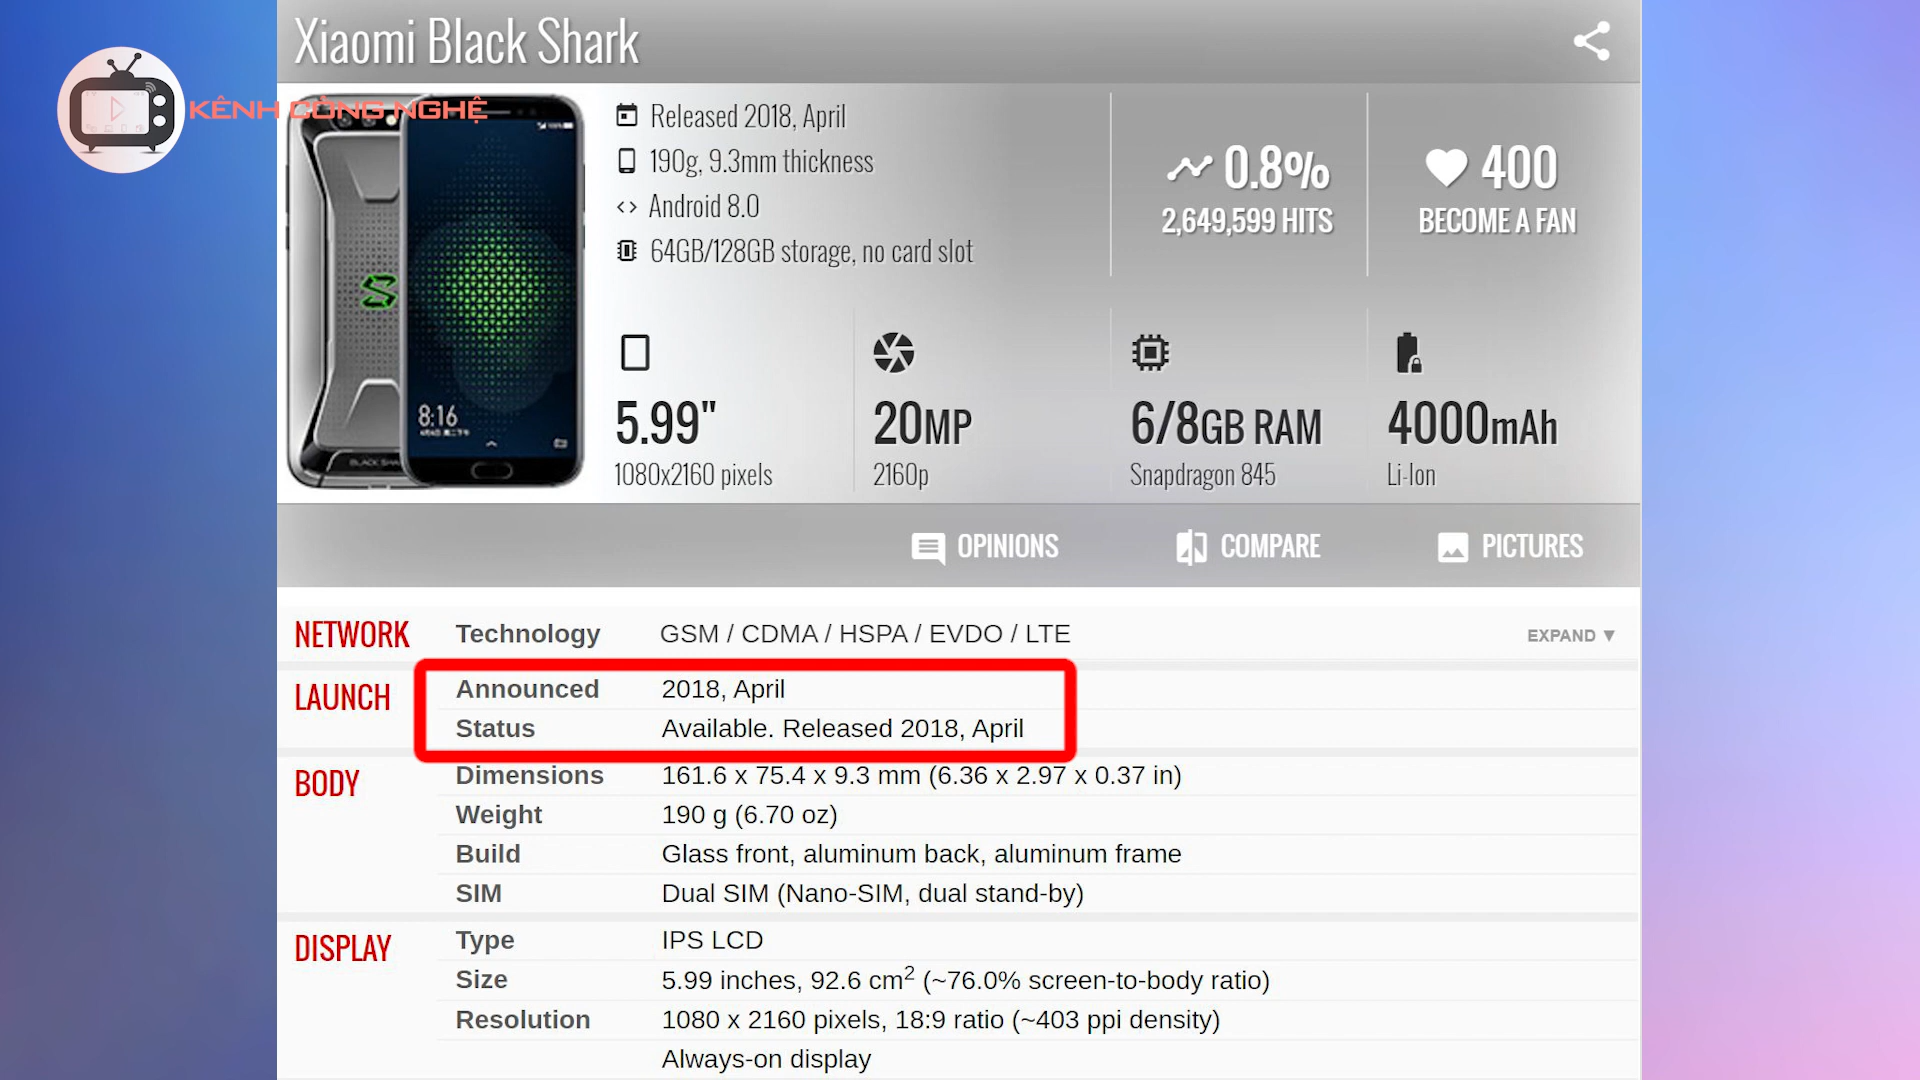 Xiaomi Black Shark
KÊNH CÔNG NGHỆ
Released 2018, April
190g, 9.3mm thickness
Android 8.0
64GB/128GB storage, no card slot
0.8%
2,649,599 HITS
400
BECOME A FAN
8:16
BLACK SHA
5.99"
1080x2160 pixels
20MP
2160p
6/8GB RAM
Snapdragon 845
4000mAh
Li-Ion
OPINIONS
COMPARE
PICTURES
NETWORK Technology GSM / CDMA / HSPA / EVDO / LTE EXPAND ▼
LAUNCH Announced 2018, April
Status Available. Released 2018, April
BODY Dimensions 161.6 x 75.4 x 9.3 mm (6.36 x 2.97 x 0.37 in)
Weight 190 g (6.70 oz)
Build Glass front, aluminum back, aluminum frame
SIM Dual SIM (Nano-SIM, dual stand-by)
DISPLAY Type IPS LCD
Size 5.99 inches, 92.6 cm² (~76.0% screen-to-body ratio)
Resolution 1080 x 2160 pixels, 18:9 ratio (~403 ppi density)
Always-on display